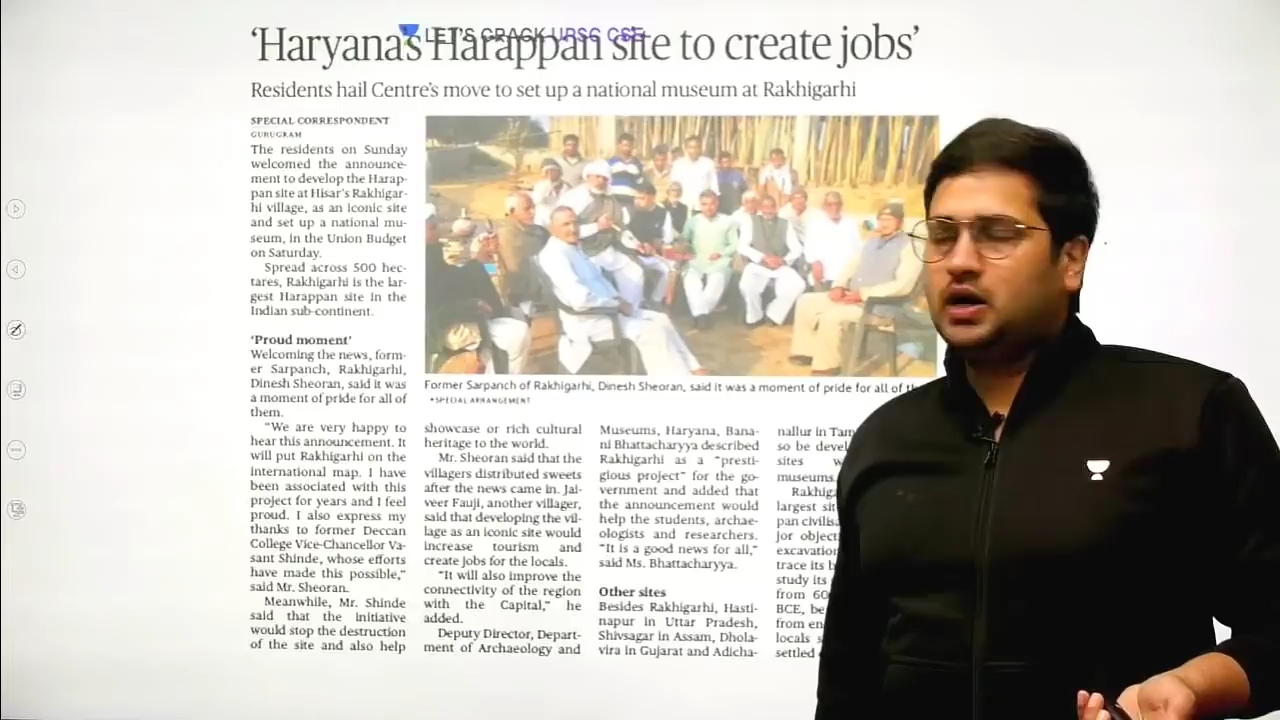 LET'S CRACK UPSC CSE
'Haryana's Harappan site to create jobs'
Residents hail Centre's move to set up a national museum at Rakhigarhi
SPECIAL CORRESPONDENT
GURUGRAM
The residents on Sunday
welcomed the announce-
ment to develop the Harap-
pan site at Hisar's Rakhigar-
hi village, as an iconic site
and set up a national mu-
seum, in the Union Budget
on Saturday.
Spread across 500 hec-
tares, Rakhigarhi is the lar-
gest Harappan site in the
Indian sub-continent.
'Proud moment'
Welcoming the news, form-
er Sarpanch, Rakhigarhi,
Dinesh Sheoran, said it was
a moment of pride for all of
them.
"We are very happy to
hear this announcement. It
will put Rakhigarhi on the
international map. I have
been associated with this
project for years and I feel
proud. I also express my
thanks to former Deccan
College Vice-Chancellor Va-
sant Shinde, whose efforts
have made this possible,"
said Mr. Sheoran.
Meanwhile, Mr. Shinde
said that the initiative
would stop the destruction
of the site and also help
Former Sarpanch of Rakhigarhi, Dinesh Sheoran, said it was a moment of pride for all of
•SPECIAL ARRANGEMENT
showcase or rich cultural
heritage to the world.
Mr. Sheoran said that the
villagers distributed sweets
after the news came in. Jai-
veer Fauji, another villager,
said that developing the vil-
lage as an iconic site would
increase tourism and
create jobs for the locals.
"It will also improve the
connectivity of the region
with the Capital," he
added.
Deputy Director, Depart-
ment of Archaeology and
Museums, Haryana, Bana-
ni Bhattacharyya described
Rakhigarhi as a "presti-
gious project" for the go-
vernment and added that
the announcement would
help the students, archae-
ologists and researchers.
"It is a good news for all,"
said Ms. Bhattacharyya.
Other sites
Besides Rakhigarhi, Hasti-
napur in Uttar Pradesh,
Shivsagar in Assam, Dhola-
vira in Gujarat and Adicha-
nallur in Tam
so be devel
sites w
museums.
Rakhiga
largest sit
pan civilisa
jor object
excavation
trace its b
study its
from 60
BCE, be
from en
locals s
settled